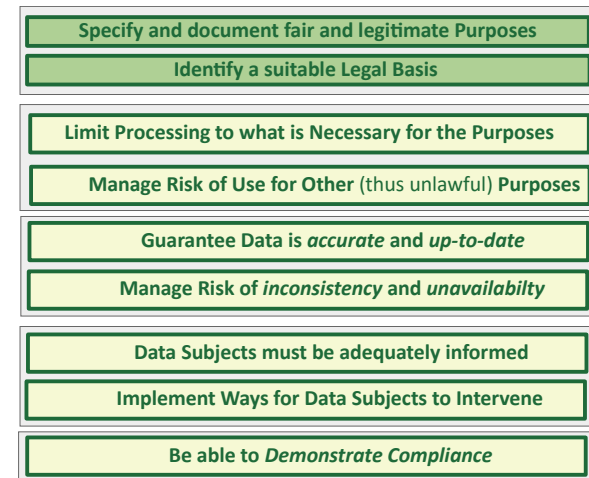 Specify and document fair and legitimate Purposes
Identify a suitable Legal Basis
Limit Processing to what is Necessary for the Purposes
Manage Risk of Use for Other (thus unlawful) Purposes
Guarantee Data is accurate and up-to-date
Manage Risk of inconsistency and unavailabilty
Data Subjects must be adequately informed
Implement Ways for Data Subjects to Intervene
Be able to Demonstrate Compliance